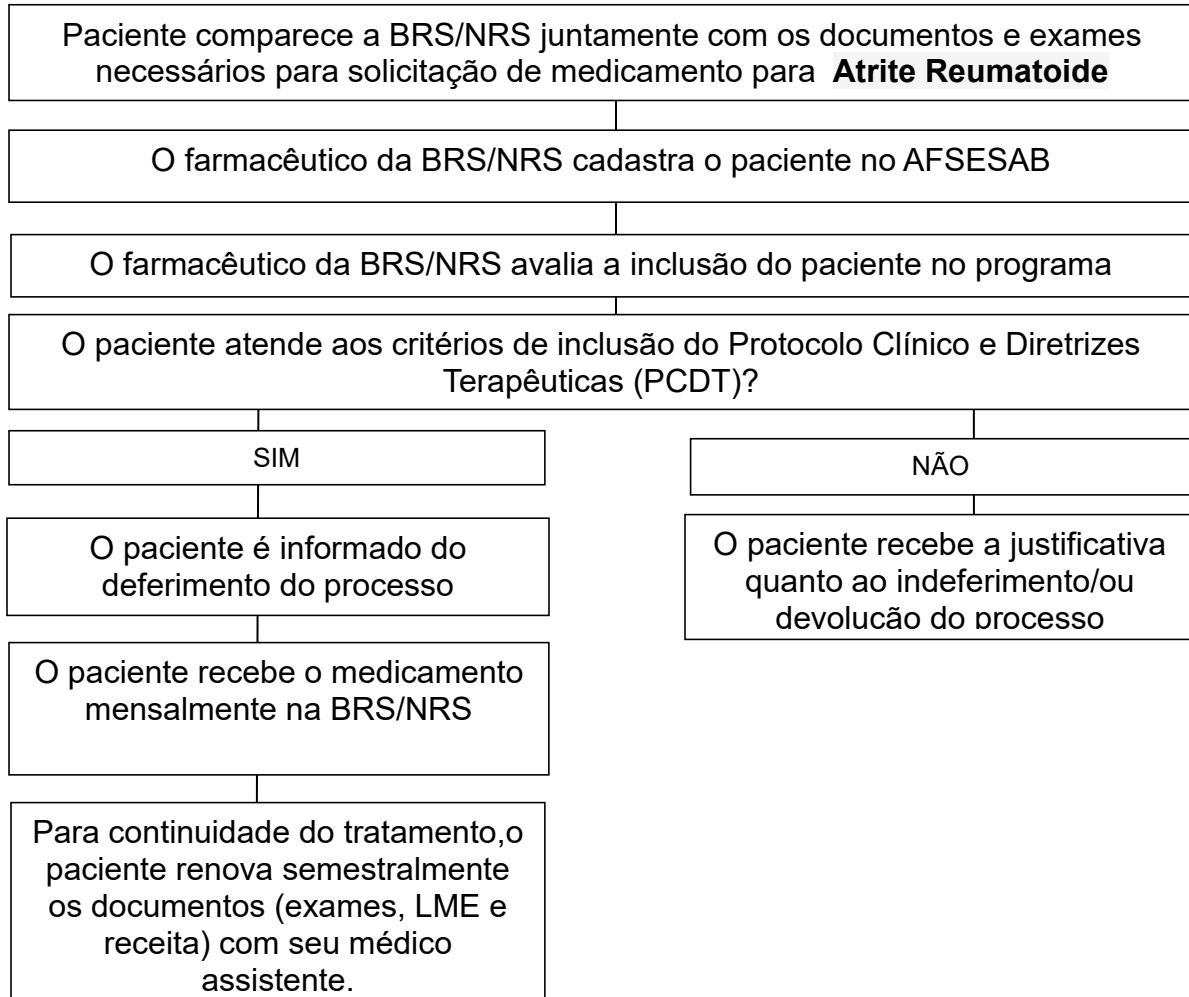 Paciente comparece a BRS/NRS juntamente com os documentos e exames
necessários para solicitação de medicamento para Atrite Reumatoide
O farmacêutico da BRS/NRS cadastra o paciente no AFSESAB
O farmacêutico da BRS/NRS avalia a inclusão do paciente no programa
O paciente atende aos critérios de inclusão do Protocolo Clínico e Diretrizes
Terapêuticas (PCDT)?
SIM
O paciente é informado do
deferimento do processo
O paciente recebe o medicamento
mensalmente na BRS/NRS
Para continuidade do tratamento,o
paciente renova semestralmente
os documentos (exames, LME e
receita) com seu médico
assistente.
NÃO
O paciente recebe a justificativa
quanto ao indeferimento/ou
devolução do processo